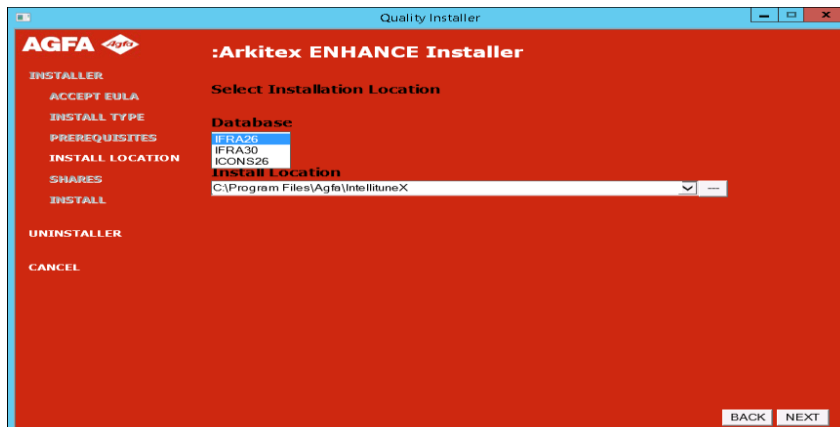 Quality Installer
AGFA Agfa
:Arkitex ENHANCE Installer
INSTALLER
ACCEPT EULA
INSTALL TYPE
PREREQUISITES
INSTALL LOCATION
SHARES
INSTALL
UNINSTALLER
CANCEL
Select Installation Location
Database
IFRA26
IFRA30
ICONS26
Install Location
C:\Program Files\Agfa\IntellituneX
...
BACK NEXT